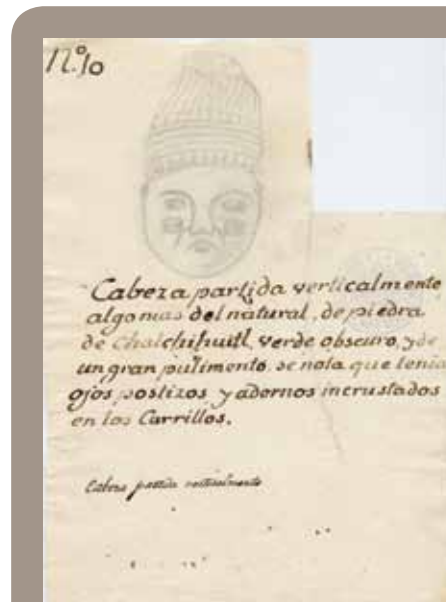 N.º 10
Cabeza partida verticalmente
algo mas del natural, de piedra
de Chalchihuitl, verde obscuro, y de
un gran pulimento. se nota que tenia
ojos postizos y adornos incrustados
en los Carrillos.
Cabeza partida verticalmente